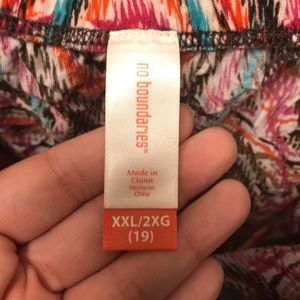 no boundaries®
Made in
China
Hecho en
China
XXL/2XG
(19)